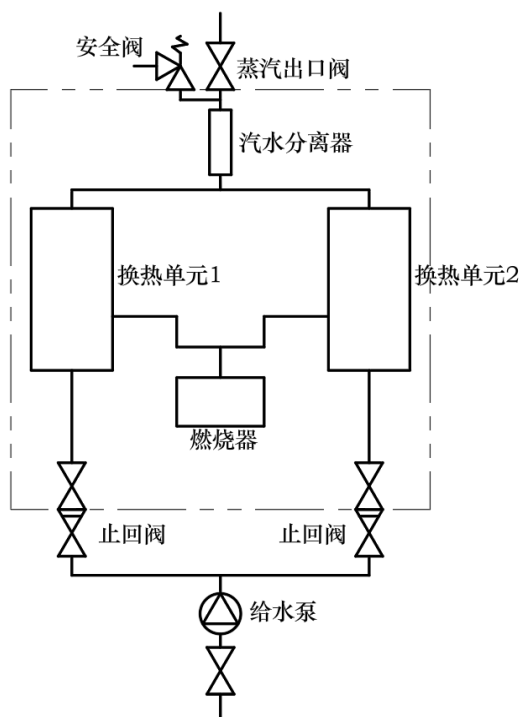 安全阀
蒸汽出口阀
汽水分离器
换热单元1
换热单元2
燃烧器
止回阀
止回阀
给水泵